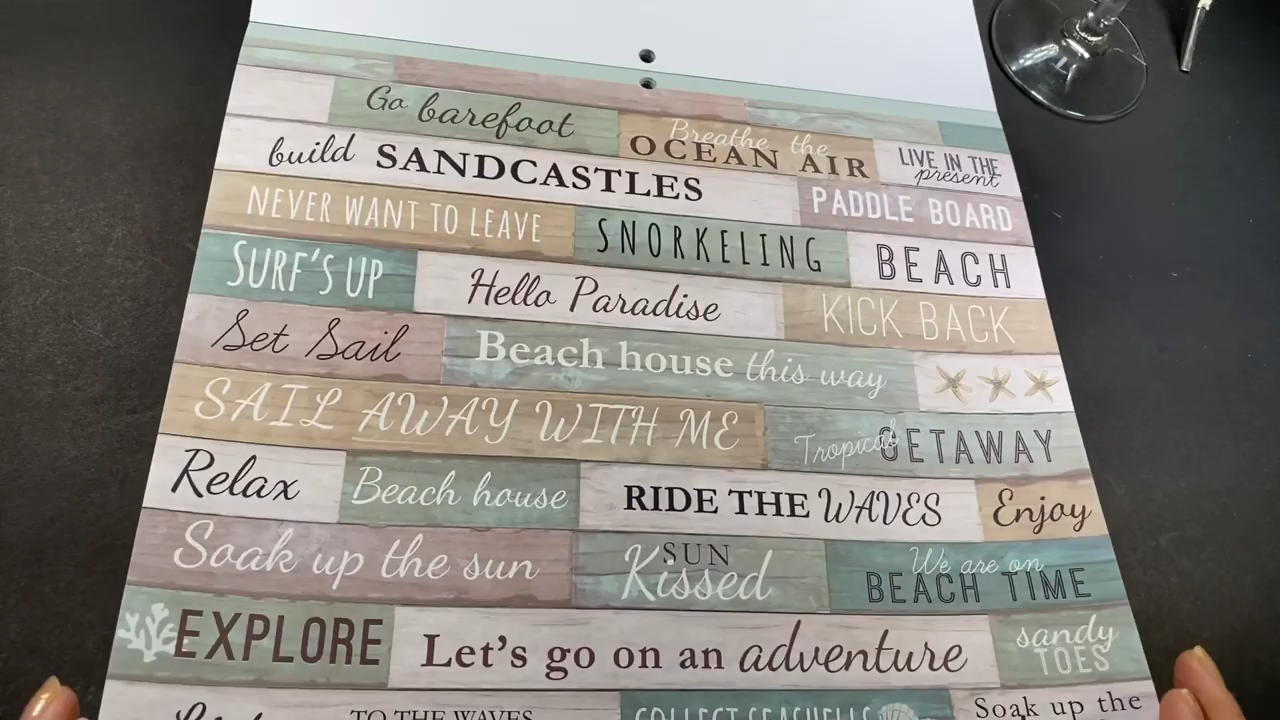 Go barefoot
Breathe the
OCEAN AIR
LIVE IN THE
present
build SANDCASTLES
PADDLE BOARD
NEVER WANT TO LEAVE
SNORKELING
BEACH
SURF'S UP
Hello Paradise
KICK BACK
Set Sail
Beach house this way
SAIL AWAY WITH ME
Tropical GETAWAY
Relax
Beach house
RIDE THE WAVES
Enjoy
Soak up the sun
SUN
Kissed
We are on
BEACH TIME
EXPLORE
Let's go on an adventure
sandy
TOES
TO THE WAVES
COLLECT SEASHELLS
Soak up the